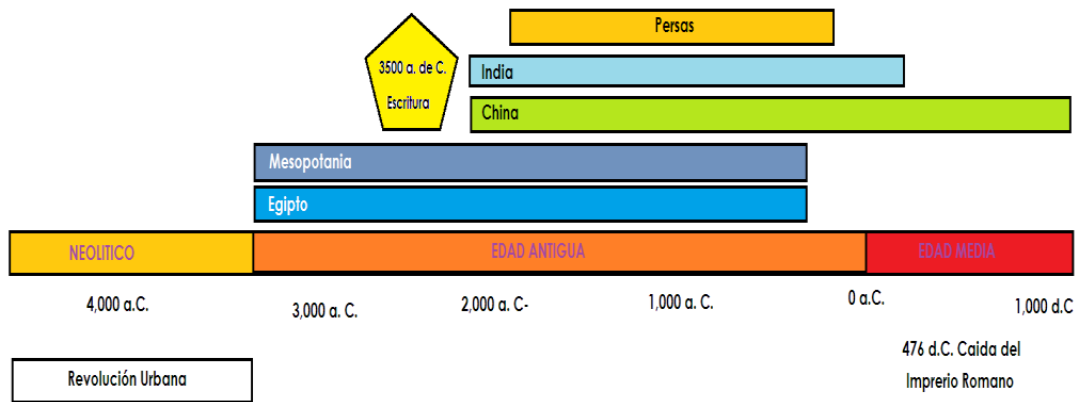 Persas
3500 a. de C.
Escritura
India
China
Mesopotania
Egipto
NEOLITICO
EDAD ANTIGUA
EDAD MEDIA
4,000 a.C.
3,000 a. C.
2,000 a. C-
1,000 a. C.
0 a.C.
1,000 d.C
Revolución Urbana
476 d.C. Caida del
Imprerio Romano